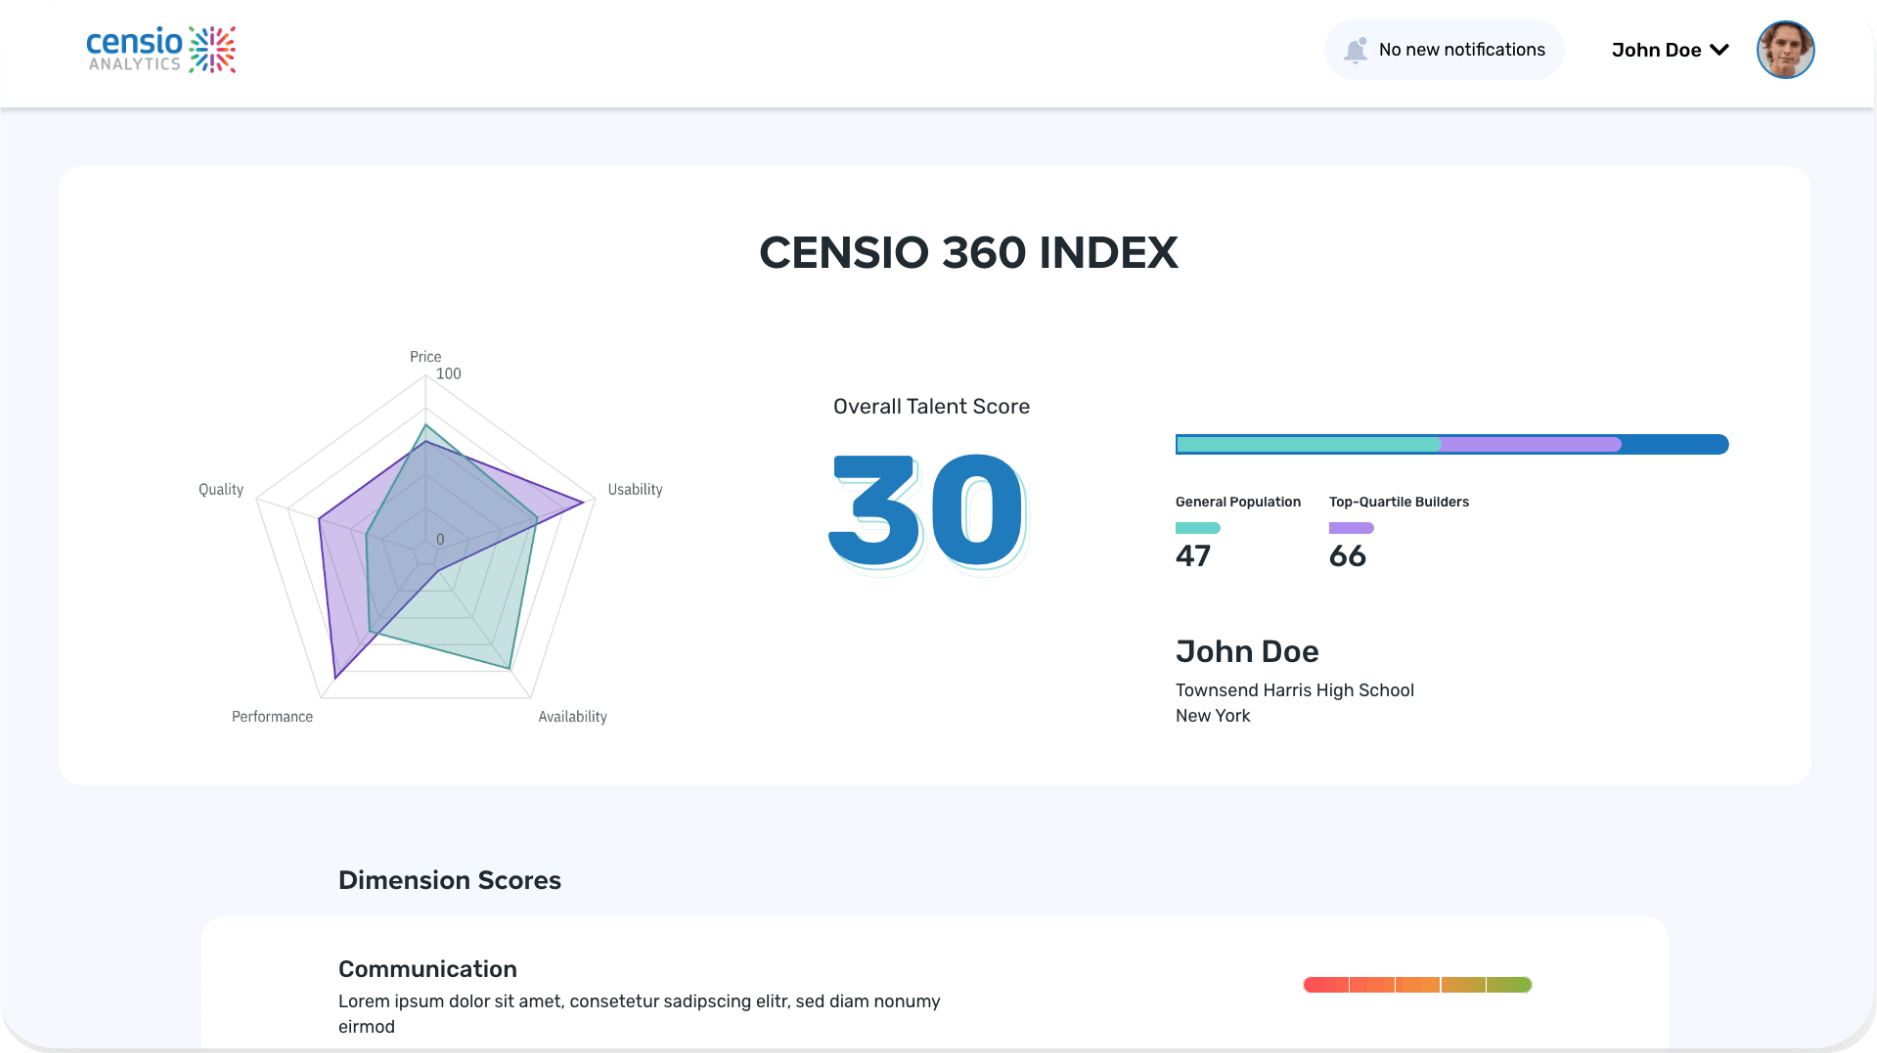 censio
ANALYTICS
No new notifications
John Doe
CENSIO 360 INDEX
Price
100
Quality
Usability
0
Performance
Availability
Overall Talent Score
30
General Population
Top-Quartile Builders
47
66
John Doe
Townsend Harris High School
New York
Dimension Scores
Communication
Lorem ipsum dolor sit amet, consetetur sadipscing elitr, sed diam nonumy
eirmod